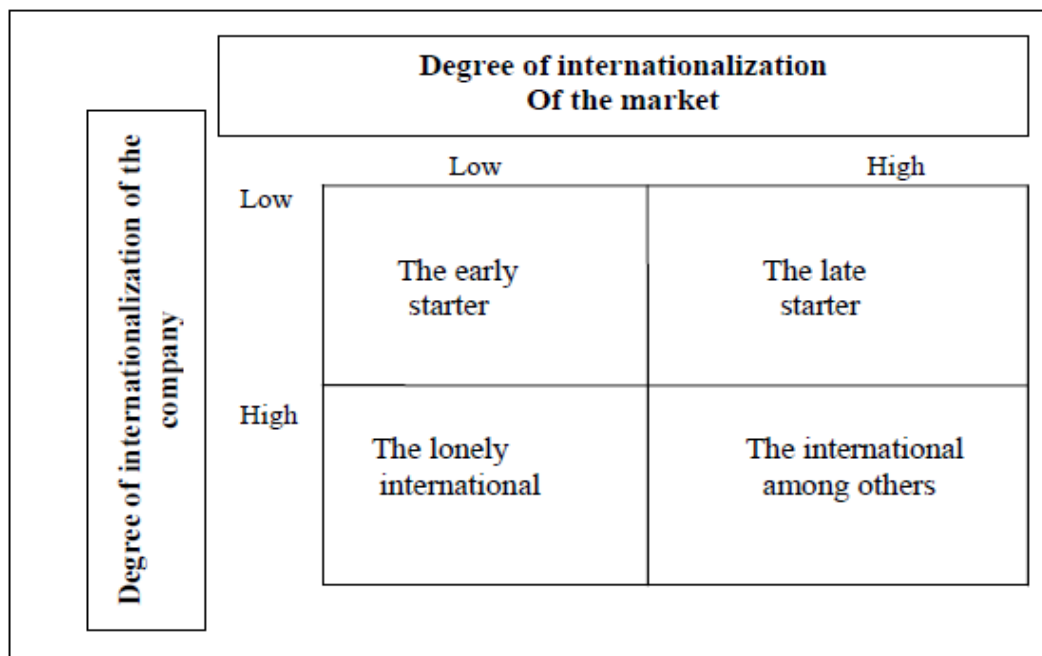 Degree of internationalization
Of the market
Degree of internationalization of the
company
Low
High
Low
The early
starter
The late
starter
High
The lonely
international
The international
among others